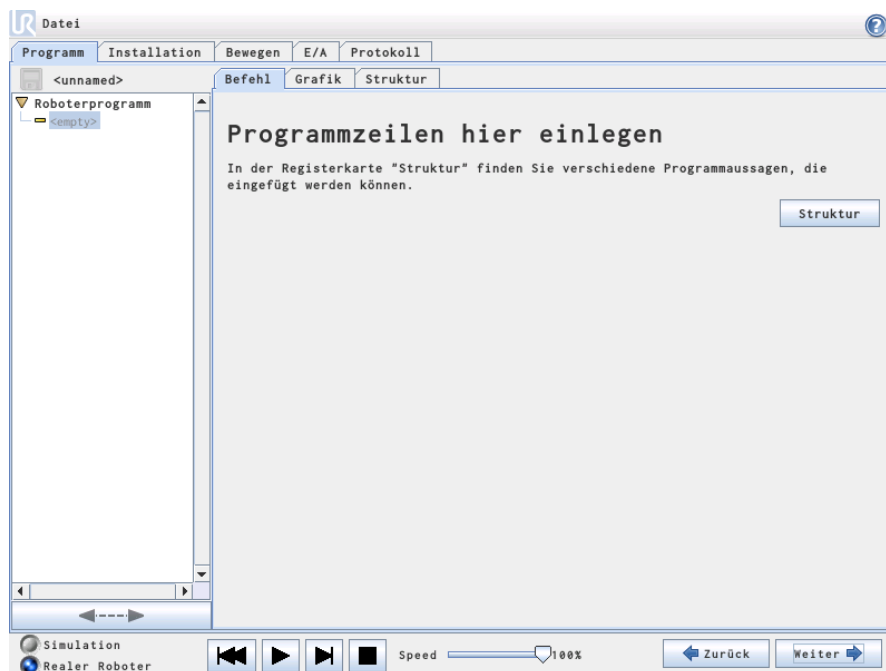 UR Datei
?
Programm Installation Bewegen E/A Protokoll
<unnamed>
Befehl Grafik Struktur
Roboterprogramm
<empty>
Programmzeilen hier einlegen
In der Registerkarte "Struktur" finden Sie verschiedene Programmaussagen, die
eingefügt werden können.
Struktur
Simulation
Realer Roboter
Speed 100%
Zurück Weiter